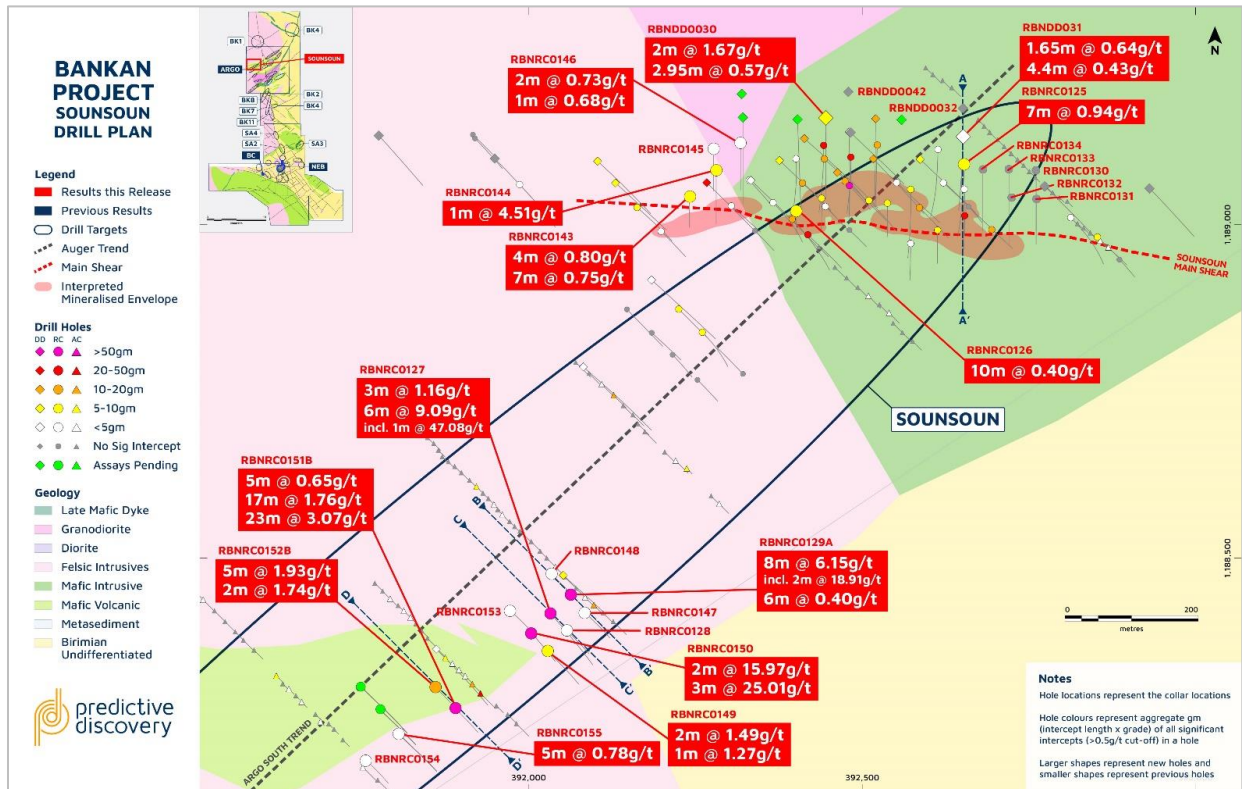 BANKAN
PROJECT
SOUNSOUN
DRILL PLAN
Legend
Results this Release
Previous Results
Drill Targets
Auger Trend
Main Shear
Interpreted
Mineralised Envelope
Drill Holes
DD RC AC
>50gm
20-50gm
10-20gm
5-10gm
<5gm
No Sig Intercept
Assays Pending
Geology
Late Mafic Dyke
Granodiorite
Diorite
Felsic Intrusives
Mafic Intrusive
Mafic Volcanic
Metasediment
Birimian
Undifferentiated
predictive
discovery
BK1
BK4
ARGO
SOUNSOUN
BK8
BK7
BK2
BK4
BK11
SA4
SA2
SA3
BC
NEB
N
RBNRC0146
2m @ 0.73g/t
1m @ 0.68g/t
RBNDD0030
2m @ 1.67g/t
2.95m @ 0.57g/t
RBNDD031
1.65m @ 0.64g/t
4.4m @ 0.43g/t
RBNDD0042
RBNDD0032
A
RBNRC0125
7m @ 0.94g/t
RBNRC0134
RBNRC0133
RBNRC0130
RBNRC0132
RBNRC0131
RBNRC0145
RBNRC0144
1m @ 4.51g/t
RBNRC0143
4m @ 0.80g/t
7m @ 0.75g/t
1,189,000
SOUNSOUN
MAIN SHEAR
A'
RBNRC0126
10m @ 0.40g/t
SOUNSOUN
RBNRC0127
3m @ 1.16g/t
6m @ 9.09g/t
incl. 1m @ 47.08g/t
RBNRC0151B
5m @ 0.65g/t
17m @ 1.76g/t
23m @ 3.07g/t
B
C
RBNRC0152B
5m @ 1.93g/t
2m @ 1.74g/t
D
RBNRC0148
RBNRC0129A
8m @ 6.15g/t
incl. 2m @ 18.91g/t
6m @ 0.40g/t
1,188,500
RBNRC0153
RBNRC0147
RBNRC0128
B'
C'
RBNRC0150
2m @ 15.97g/t
3m @ 25.01g/t
RBNRC0149
2m @ 1.49g/t
1m @ 1.27g/t
RBNRC0155
5m @ 0.78g/t
RBNRC0154
D'
ARGO SOUTH TREND
392,000
392,500
0 200
metres
Notes
Hole locations represent the collar locations
Hole colours represent aggregate gm
(intercept length x grade) of all significant
intercepts (>0.5g/t cut-off) in a hole
Larger shapes represent new holes and
smaller shapes represent previous holes